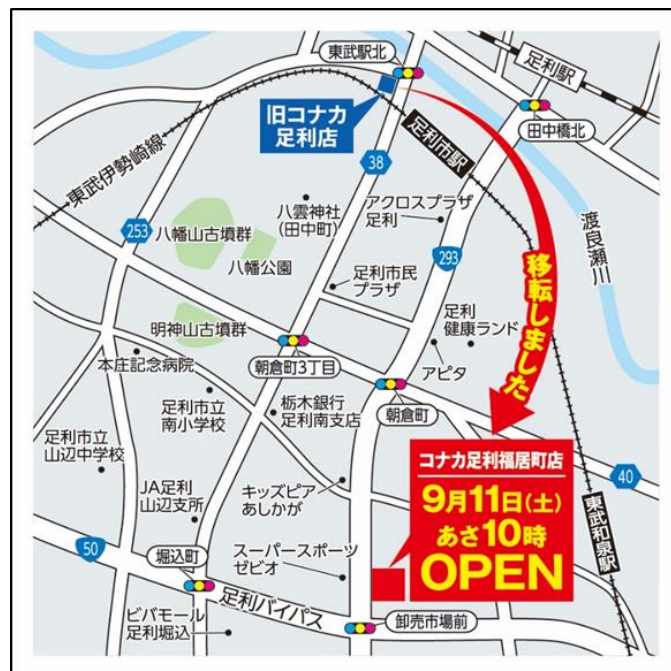 東武駅北
足利駅
旧コナカ
足利店
田中橋北
足利市駅
東武伊勢崎線
38
八雲神社
(田中町)
アクロスプラザ
足利
渡良瀬川
253
八幡山古墳群
八幡公園
293
移転しました
足利市民
プラザ
足利
健康ランド
明神山古墳群
本庄記念病院
朝倉町3丁目
アピタ
足利市立
南小学校
栃木銀行
足利南支店
朝倉町
足利市立
山辺中学校
コナカ足利福居町店
9月11日(土)
あさ10時
OPEN
40
JA足利
山辺支所
キッズピア
あしかが
東武和泉駅
50
堀込町
スーパースポーツ
ゼビオ
足利バイパス
ビバモール
足利堀込
卸売市場前